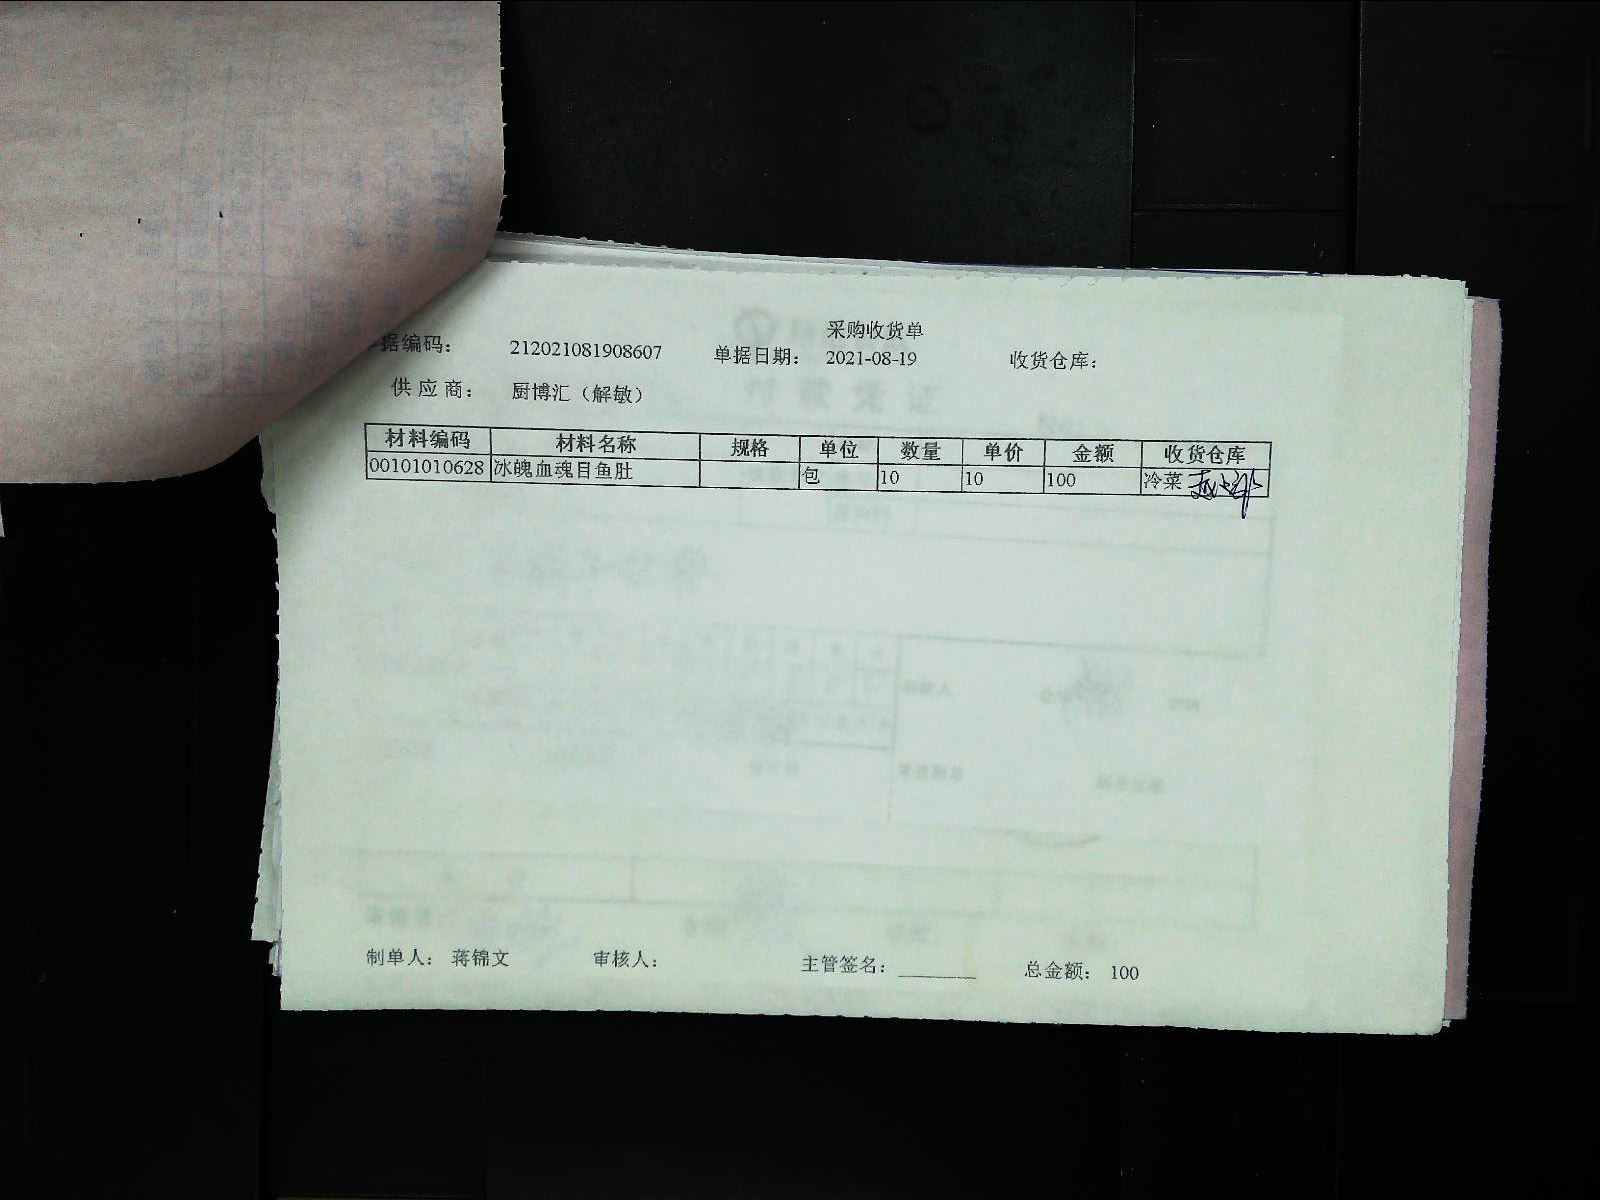 采购收货单
据编码： 212021081908607 单据日期： 2021-08-19 收货仓库：
供应商： 厨博汇（解敏）
材料编码 材料名称 规格 单位 数量 单价 金额 收货仓库
00101010628 冰魄血魂目鱼肚 包 10 10 100 冷菜
制单人： 蒋锦文 审核人： 主管签名：________ 总金额： 100